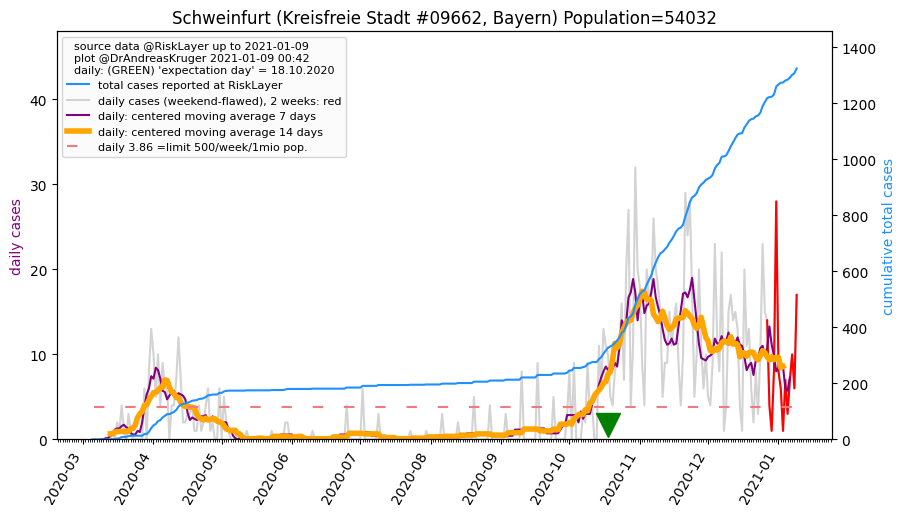 Schweinfurt (Kreisfreie Stadt #09662, Bayern) Population=54032
source data @RiskLayer up to 2021-01-09
plot @DrAndreasKruger 2021-01-09 00:42
daily: (GREEN) 'expectation day' = 18.10.2020
total cases reported at RiskLayer
daily cases (weekend-flawed), 2 weeks: red
daily: centered moving average 7 days
daily: centered moving average 14 days
daily 3.86 =limit 500/week/1mio pop.
daily cases
40
30
20
10
0
1400
1200
1000
800
600
400
200
0
cumulative total cases
2020-03
2020-04
2020-05
2020-06
2020-07
2020-08
2020-09
2020-10
2020-11
2020-12
2021-01